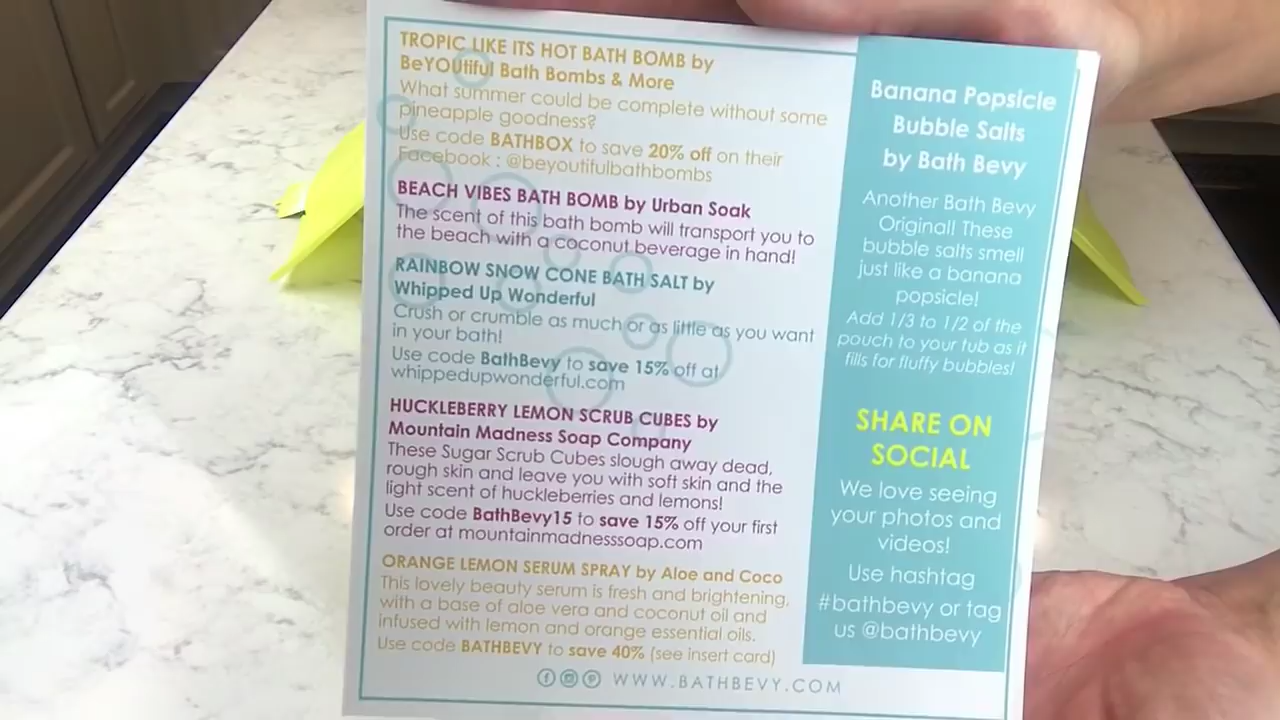 TROPIC LIKE ITS HOT BATH BOMB by
BeYOUtiful Bath Bombs & More
What summer could be complete without some
pineapple goodness?
Use code BATHBOX to save 20% off on their
Facebook : @beyoutifulbathbombs
BEACH VIBES BATH BOMB by Urban Soak
The scent of this bath bomb will transport you to
the beach with a coconut beverage in hand!
RAINBOW SNOW CONE BATH SALT by
Whipped Up Wonderful
Crush or crumble as much or as little as you want
in your bath!
Use code BathBevy to save 15% off at
whippedupwonderful.com
HUCKLEBERRY LEMON SCRUB CUBES by
Mountain Madness Soap Company
These Sugar Scrub Cubes slough away dead,
rough skin and leave you with soft skin and the
light scent of huckleberries and lemons!
Use code BathBevy15 to save 15% off your first
order at mountainmadnesssoap.com
ORANGE LEMON SERUM SPRAY by Aloe and Coco
This lovely beauty serum is fresh and brightening,
with a base of aloe vera and coconut oil and
infused with lemon and orange essential oils.
Use code BATHBEVY to save 40% (see insert card)
WWW.BATHBEVY.COM
Banana Popsicle
Bubble Salts
by Bath Bevy
Another Bath Bevy
Original! These
bubble salts smell
just like a banana
popsicle!
Add 1/3 to 1/2 of the
pouch to your tub as it
fills for fluffy bubbles!
SHARE ON
SOCIAL
We love seeing
your photos and
videos!
Use hashtag
#bathbevy or tag
us @bathbevy